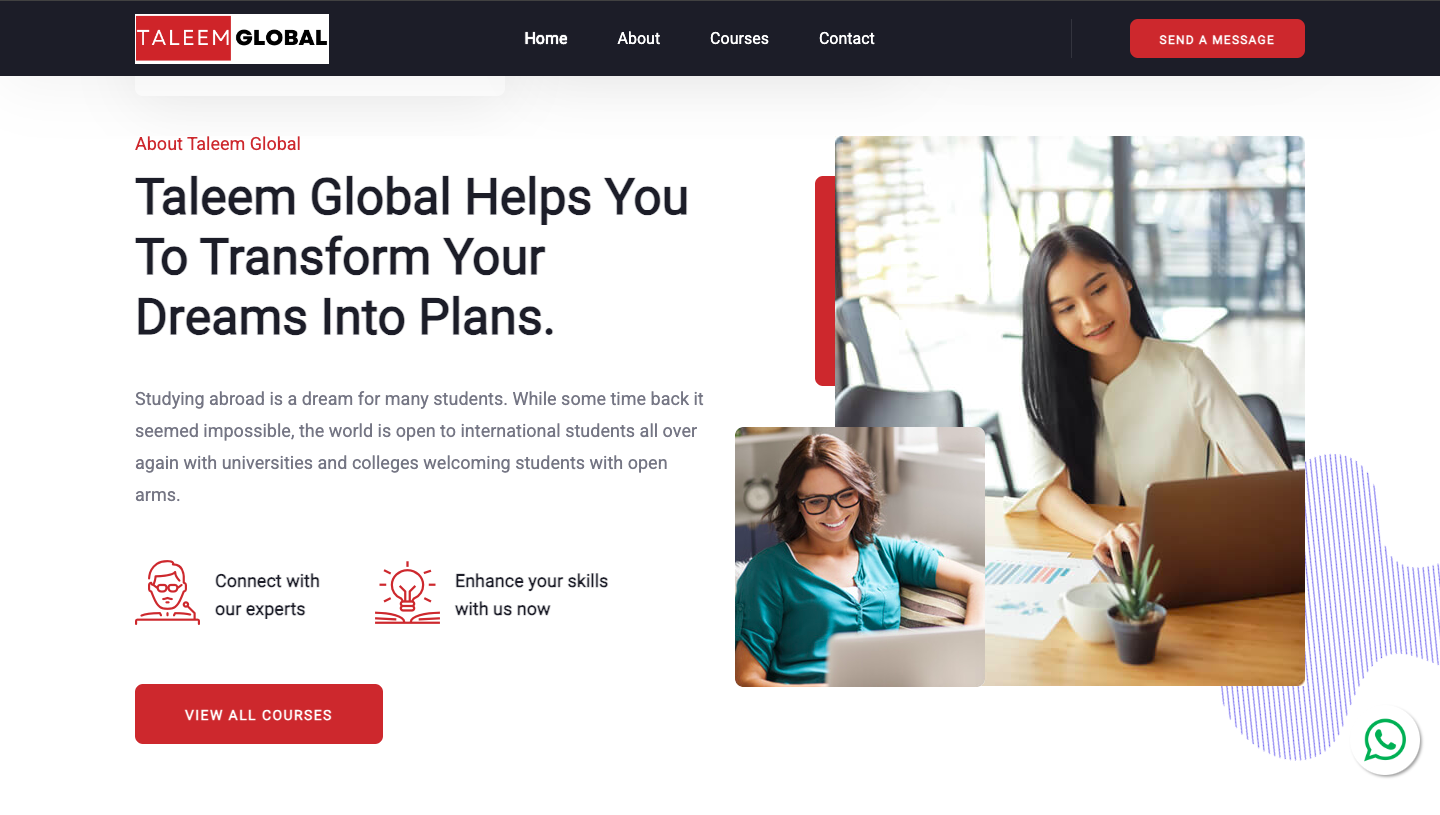 TALEEM GLOBAL
Home
About
Courses
Contact
SEND A MESSAGE
About Taleem Global
Taleem Global Helps You
To Transform Your
Dreams Into Plans.
Studying abroad is a dream for many students. While some time back it
seemed impossible, the world is open to international students all over
again with universities and colleges welcoming students with open
arms.
Connect with
our experts
Enhance your skills
with us now
VIEW ALL COURSES